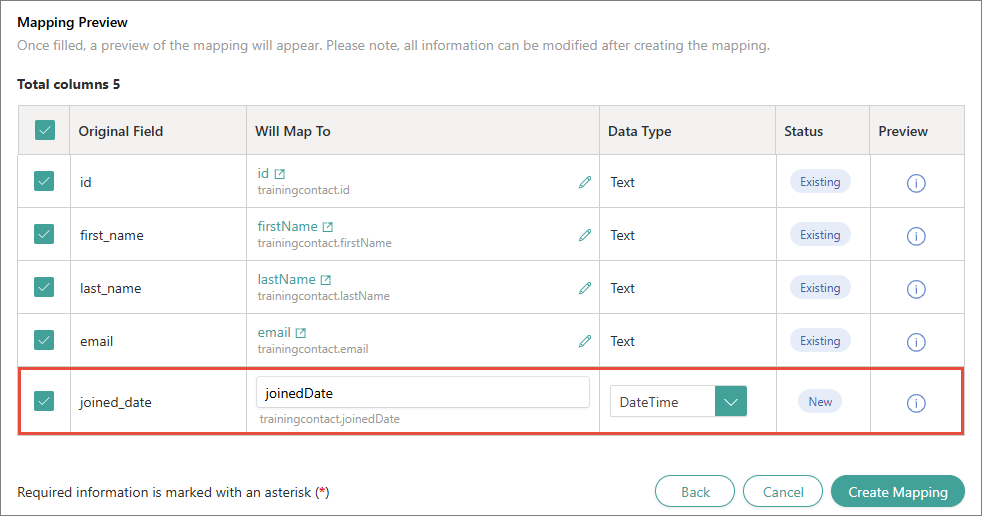 Mapping Preview
Once filled, a preview of the mapping will appear. Please note, all information can be modified after creating the mapping.
Total columns 5
Original Field Will Map To Data Type Status Preview
id id Text Existing
trainingcontact.id
first_name firstName Text Existing
trainingcontact.firstName
last_name lastName Text Existing
trainingcontact.lastName
email email Text Existing
trainingcontact.email
joined_date joinedDate DateTime New
trainingcontact.joinedDate
Required information is marked with an asterisk (*) Back Cancel Create Mapping